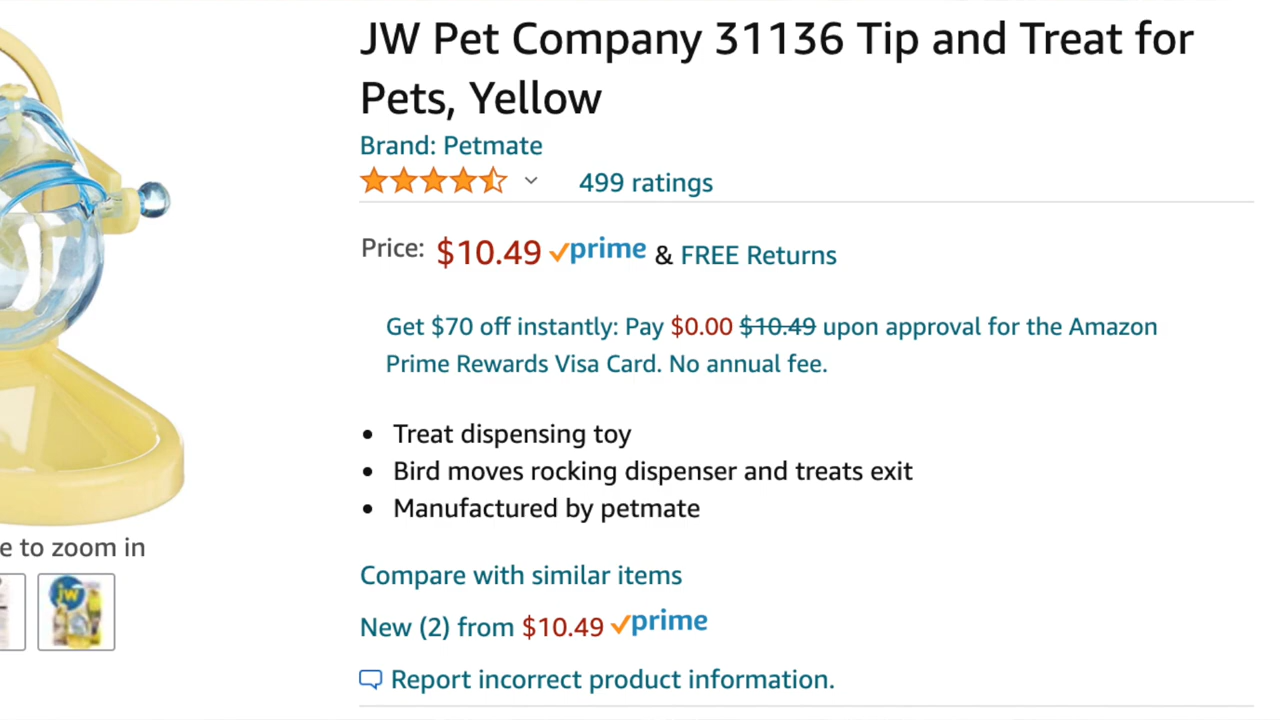 JW Pet Company 31136 Tip and Treat for
Pets, Yellow
Brand: Petmate
499 ratings
Price: $10.49 prime & FREE Returns
Get $70 off instantly: Pay $0.00 $10.49 upon approval for the Amazon
Prime Rewards Visa Card. No annual fee.
• Treat dispensing toy
• Bird moves rocking dispenser and treats exit
• Manufactured by petmate
e to zoom in
JW
Compare with similar items
New (2) from $10.49 prime
Report incorrect product information.